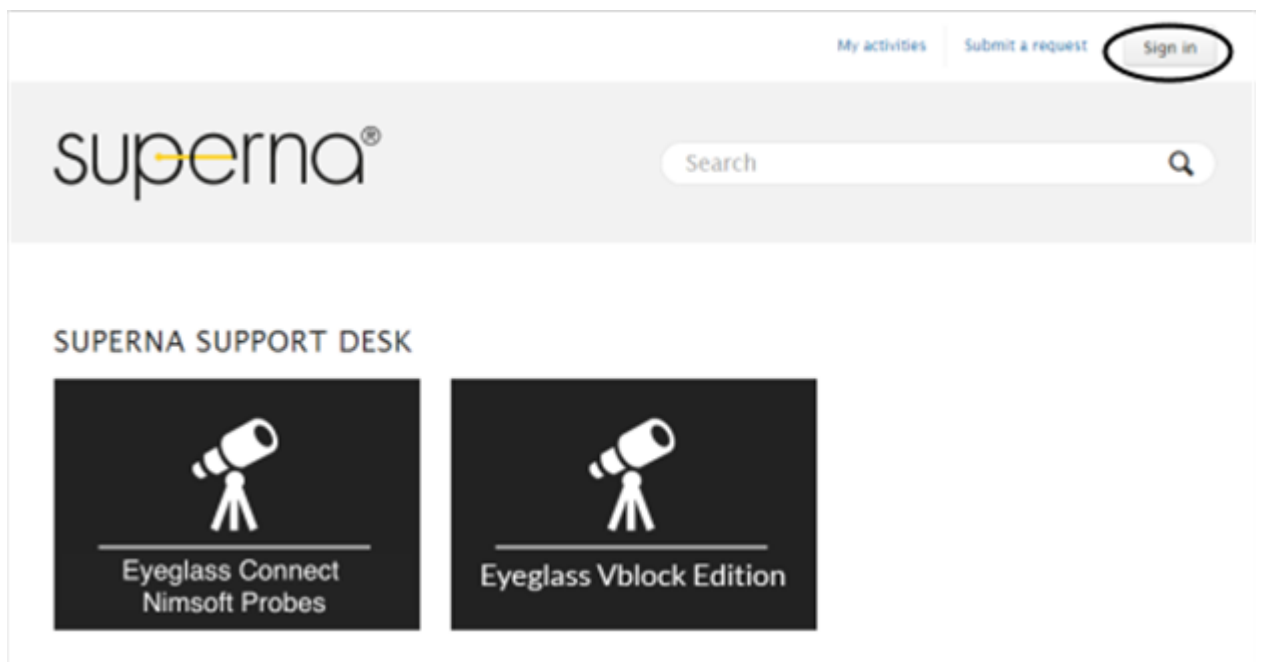 My activities Submit a request Sign in
superna®
Search
SUPERNA SUPPORT DESK
Eyeglass Connect
Nimsoft Probes
Eyeglass Vblock Edition